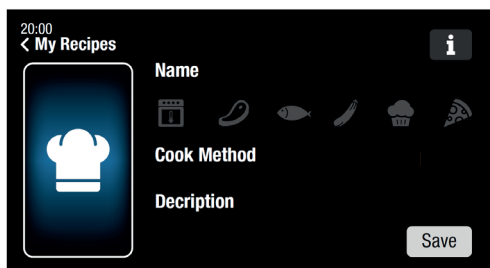 20:00
< My Recipes
i
Name
Cook Method
Decription
Save